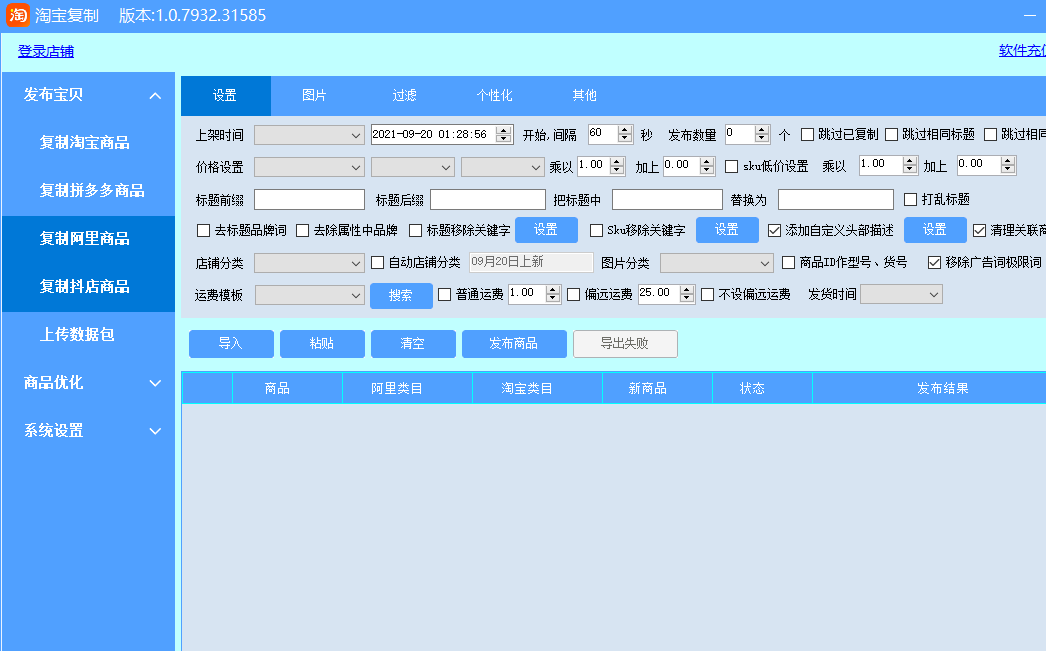 淘 淘宝复制 版本:1.0.7932.31585
登录店铺 软件充值
发布宝贝
复制淘宝商品
复制拼多多商品
复制阿里商品
复制抖店商品
上传数据包
商品优化
系统设置
设置 图片 过滤 个性化 其他
上架时间 2021-09-20 01:28:56 开始,间隔 60 秒 发布数量 0 个 跳过已复制 跳过相同标题 跳过相同
价格设置 乘以 1.00 加上 0.00 sku低价设置 乘以 1.00 加上 0.00
标题前缀 标题后缀 把标题中 替换为 打乱标题
去标题品牌词 去除属性中品牌 标题移除关键字 设置 Sku移除关键字 设置 添加自定义头部描述 设置 清理关联商
店铺分类 自动店铺分类 09月20日上新 图片分类 商品ID作型号、货号 移除广告词极限词
运费模板 搜索 普通运费 1.00 偏远运费 25.00 不设偏远运费 发货时间
导入 粘贴 清空 发布商品 导出失败
商品 阿里类目 淘宝类目 新商品 状态 发布结果